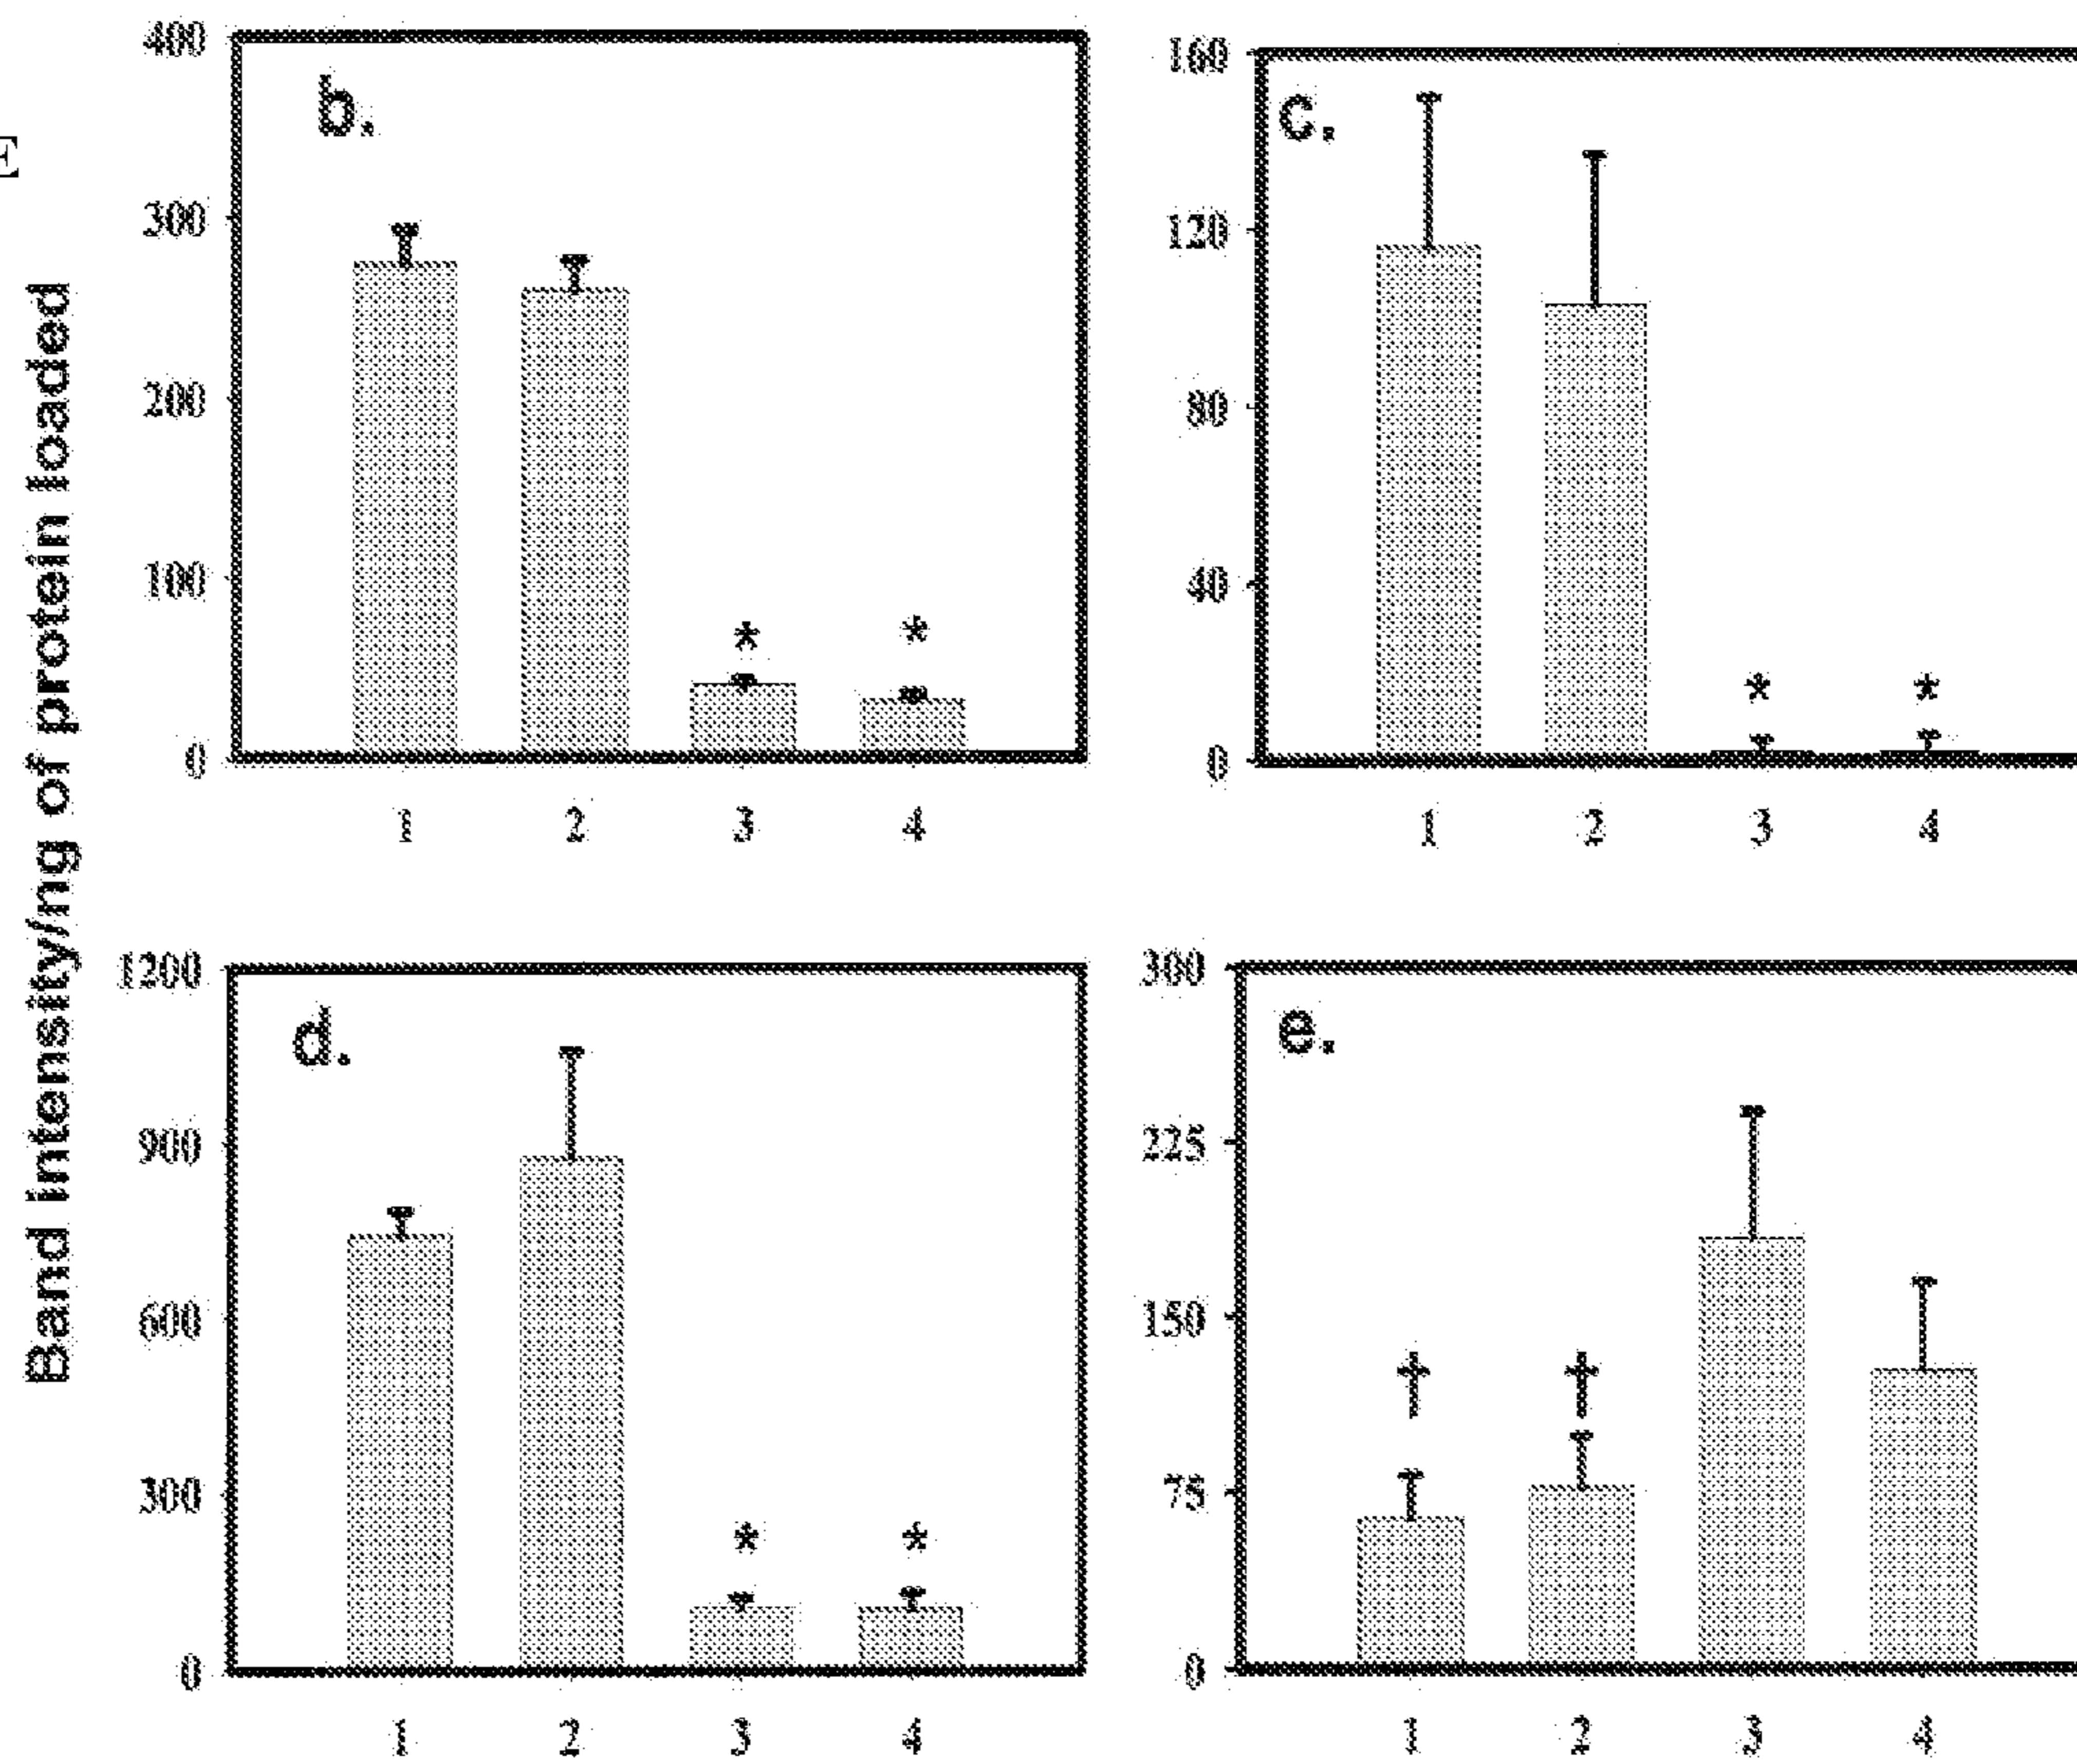 E
Band intensity/ng of protein loaded
b.
400
300
200
100
0
*
*
1 2 3 4
c.
160
120
80
40
0
*
*
1 2 3 4
d.
1200
900
600
300
0
*
*
1 2 3 4
e.
300
225
150
75
0
†
†
1 2 3 4